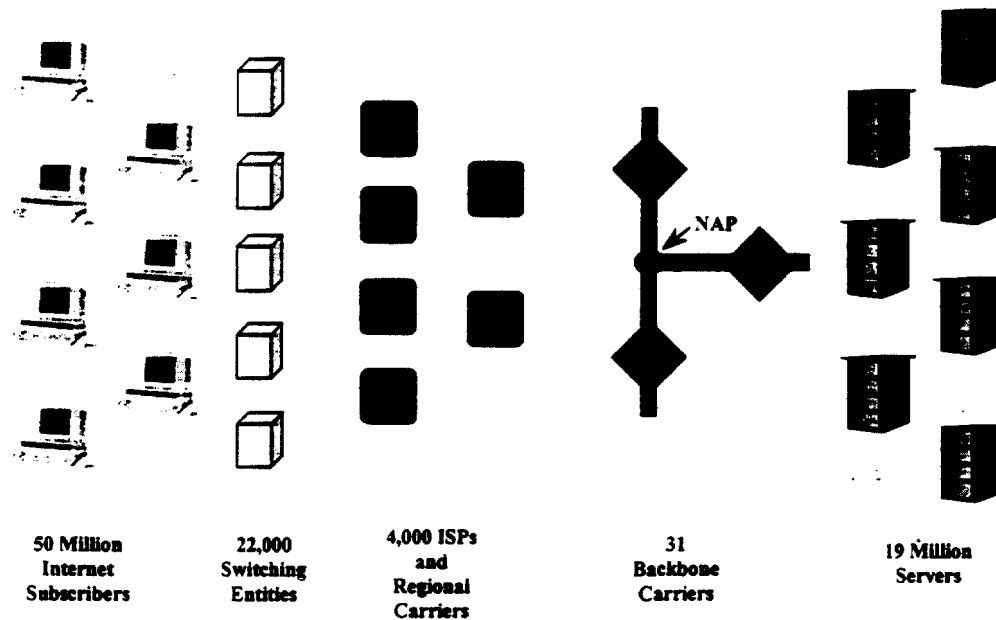 NAP
50 Million
Internet
Subscribers
22,000
Switching
Entities
4,000 ISPs
and
Regional
Carriers
31
Backbone
Carriers
19 Million
Servers